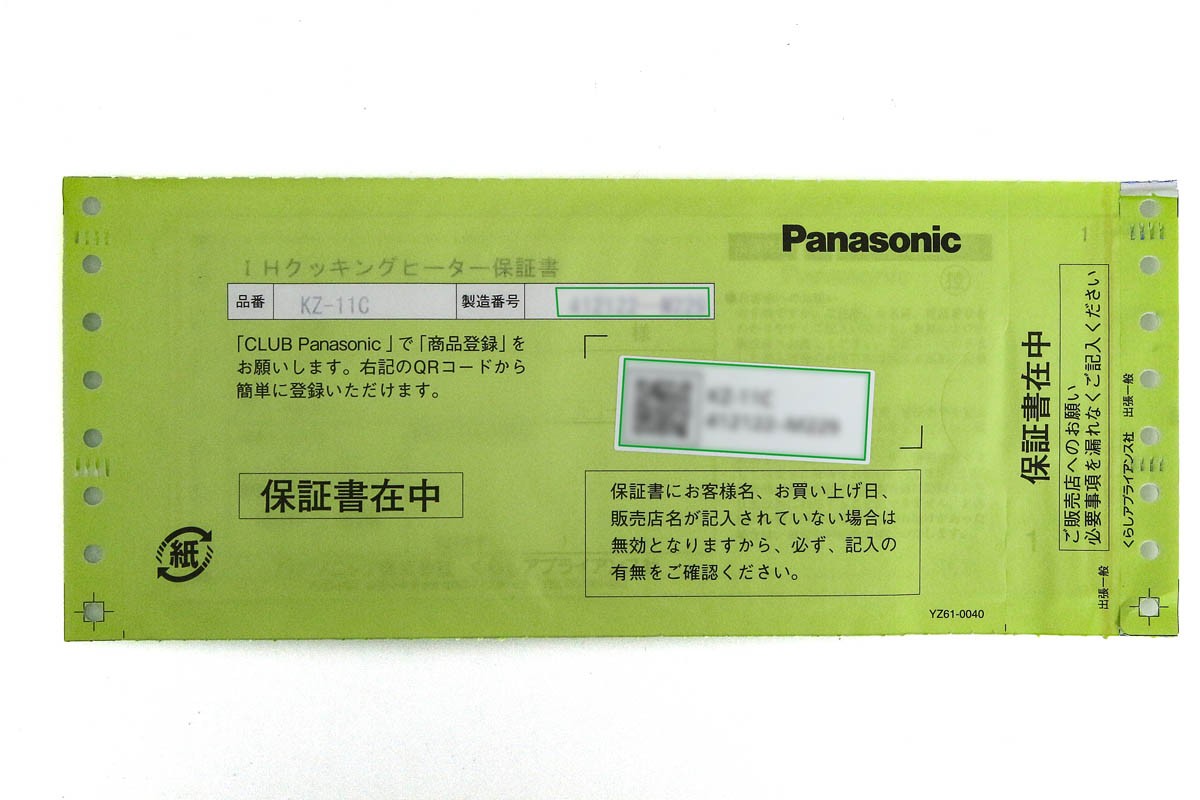 Panasonic
IHクッキングヒーター保証書
品番 KZ-11C 製造番号
様
「CLUB Panasonic」で「商品登録」を
お願いします。右記のQRコードから
簡単に登録いただけます。
KZ-11C
保証書在中
紙
保証書にお客様名、お買い上げ日、
販売店名が記入されていない場合は
無効となりますから、必ず、記入の
有無をご確認ください。
YZ61-0040
保証書在中
ご販売店へのお願い
必要事項を漏れなくご記入ください
くらしアプライアンス社 出張一般
出張一般
1
1